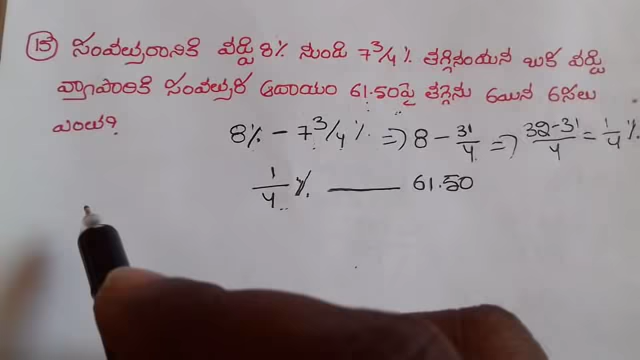 15) సంవత్సరానికి వడ్డి 8% నుండి 7 3/4 % తగ్గినందున ఒక వడ్డి
వ్యాపారికి సంవత్సర ఆదాయం 61.50పై తగ్గెను అయిన అసలు
ఎంత?
8% - 7 3/4 % => 8 - 31/4 => 32-31/4 = 1/4 %
1/4 % —— 61.50